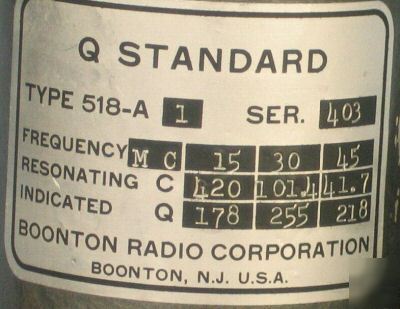 Q STANDARD
TYPE 518-A 1 SER. 403
FREQUENCY MC 15 30 45
RESONATING C 420 101.4 41.7
INDICATED Q 178 255 218
BOONTON RADIO CORPORATION
BOONTON, N.J. U.S.A.